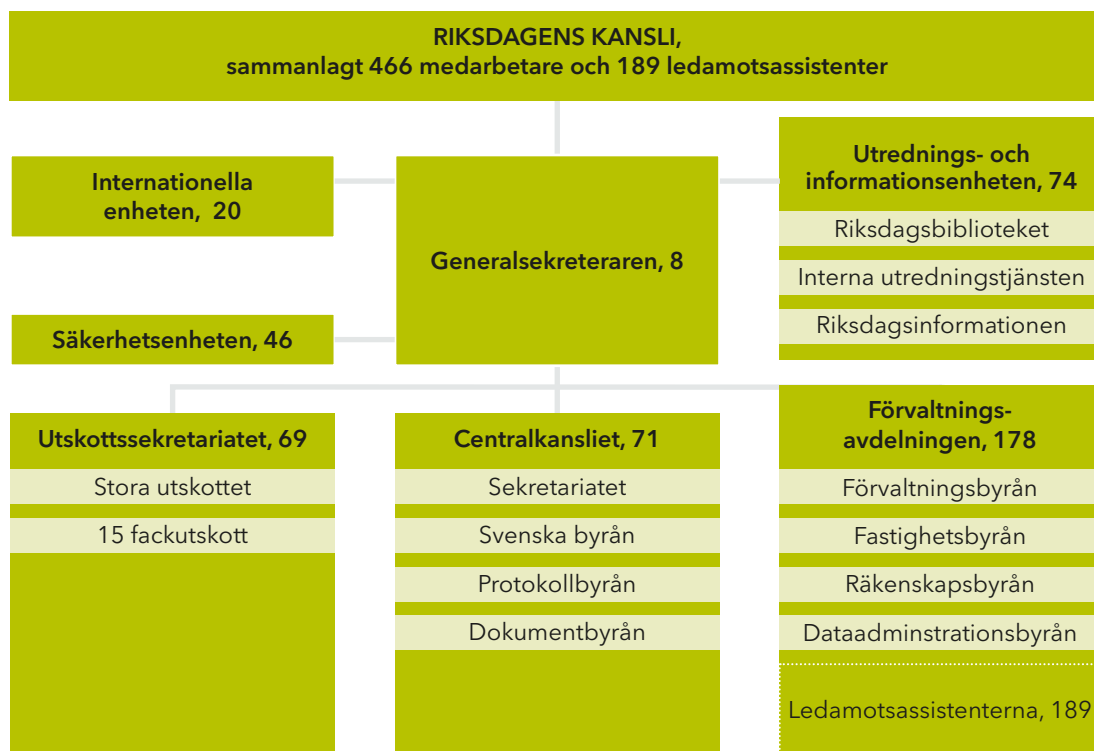 RIKSDAGENS KANSLI,
sammanlagt 466 medarbetare och 189 ledamotsassistenter
Internationella
enheten, 20
Säkerhetsenheten, 46
Generalsekreteraren, 8
Utrednings- och
informationsenheten, 74
Riksdagsbiblioteket
Interna utredningstjänsten
Riksdagsinformationen
Utskottssekretariatet, 69
Stora utskottet
15 fackutskott
Centralkansliet, 71
Sekretariatet
Svenska byrån
Protokollbyrån
Dokumentbyrån
Förvaltnings-
avdelningen, 178
Förvaltningsbyrån
Fastighetsbyrån
Räkenskapsbyrån
Dataadminstrationsbyrån
Ledamotsassistenterna, 189